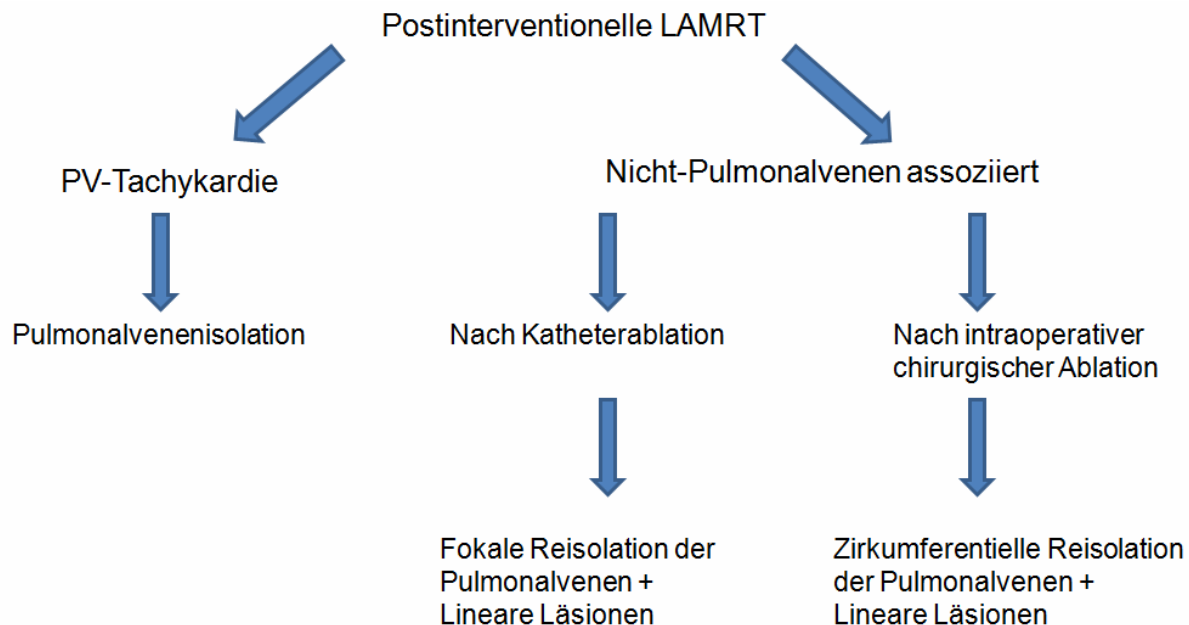 Postinterventionelle LAMRT
PV-Tachykardie
Nicht-Pulmonalvenen assoziiert
Pulmonalvenenisolation
Nach Katheterablation
Nach intraoperativer
chirurgischer Ablation
Fokale Reisolation der
Pulmonalvenen +
Lineare Läsionen
Zirkumferentielle Reisolation
der Pulmonalvenen +
Lineare Läsionen